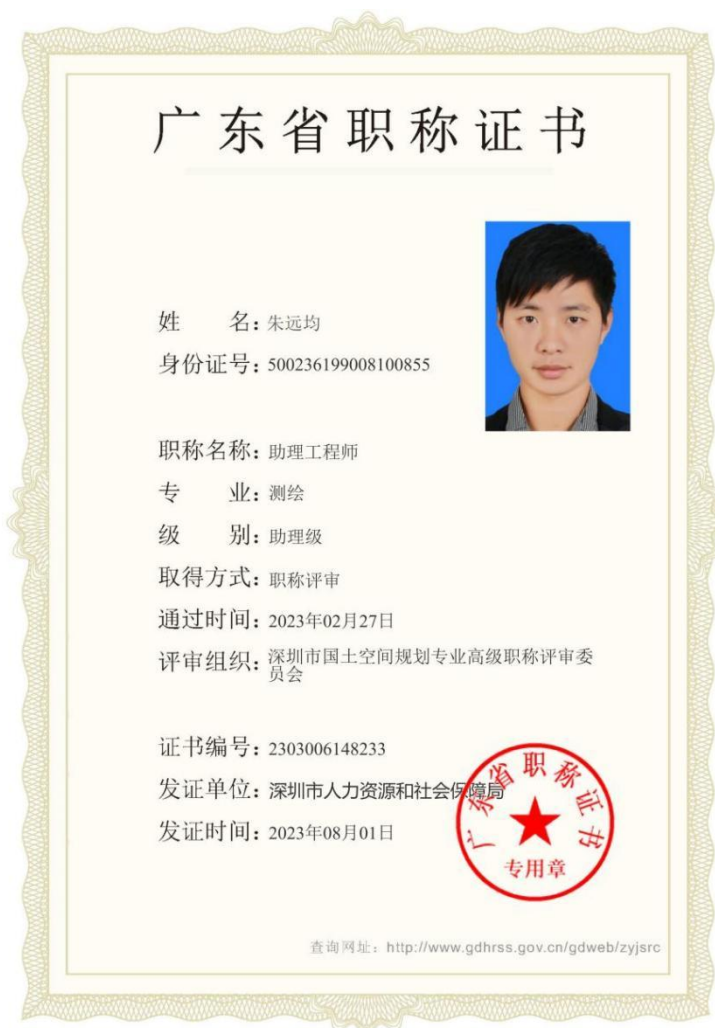 广东省职称证书
姓名：朱远均
身份证号：500236199008100855
职称名称：助理工程师
专业：测绘
级别：助理级
取得方式：职称评审
通过时间：2023年02月27日
评审组织：深圳市国土空间规划专业高级职称评审委
员会
证书编号：2303006148233
发证单位：深圳市人力资源和社会保障局
发证时间：2023年08月01日
广东省职称证书
专用章
查询网址：http://www.gdhrss.gov.cn/gdweb/zyjsrc